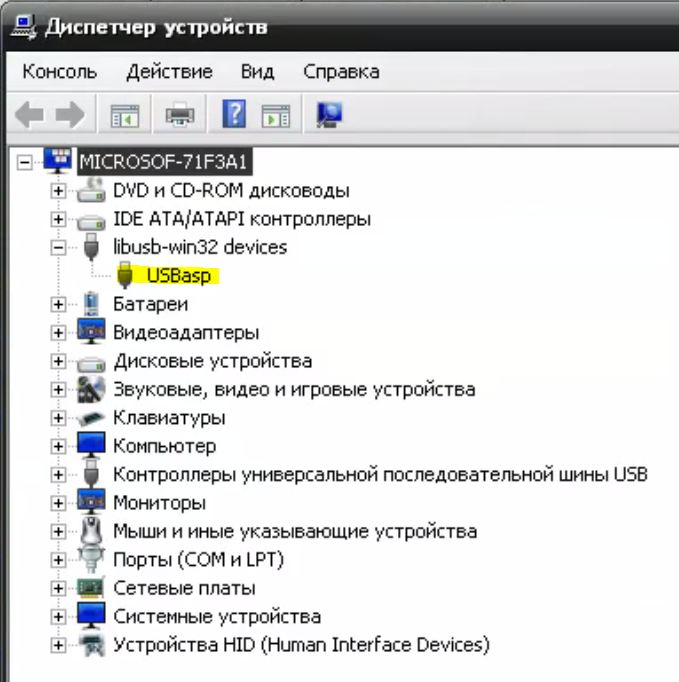 Диспетчер устройств
Консоль Действие Вид Справка
MICROSOF-71F3A1
DVD и CD-ROM дисководы
IDE ATA/ATAPI контроллеры
libusb-win32 devices
USBasp
Батареи
Видеоадаптеры
Дисковые устройства
Звуковые, видео и игровые устройства
Клавиатуры
Компьютер
Контроллеры универсальной последовательной шины USB
Мониторы
Мыши и иные указывающие устройства
Порты (COM и LPT)
Сетевые платы
Системные устройства
Устройства HID (Human Interface Devices)